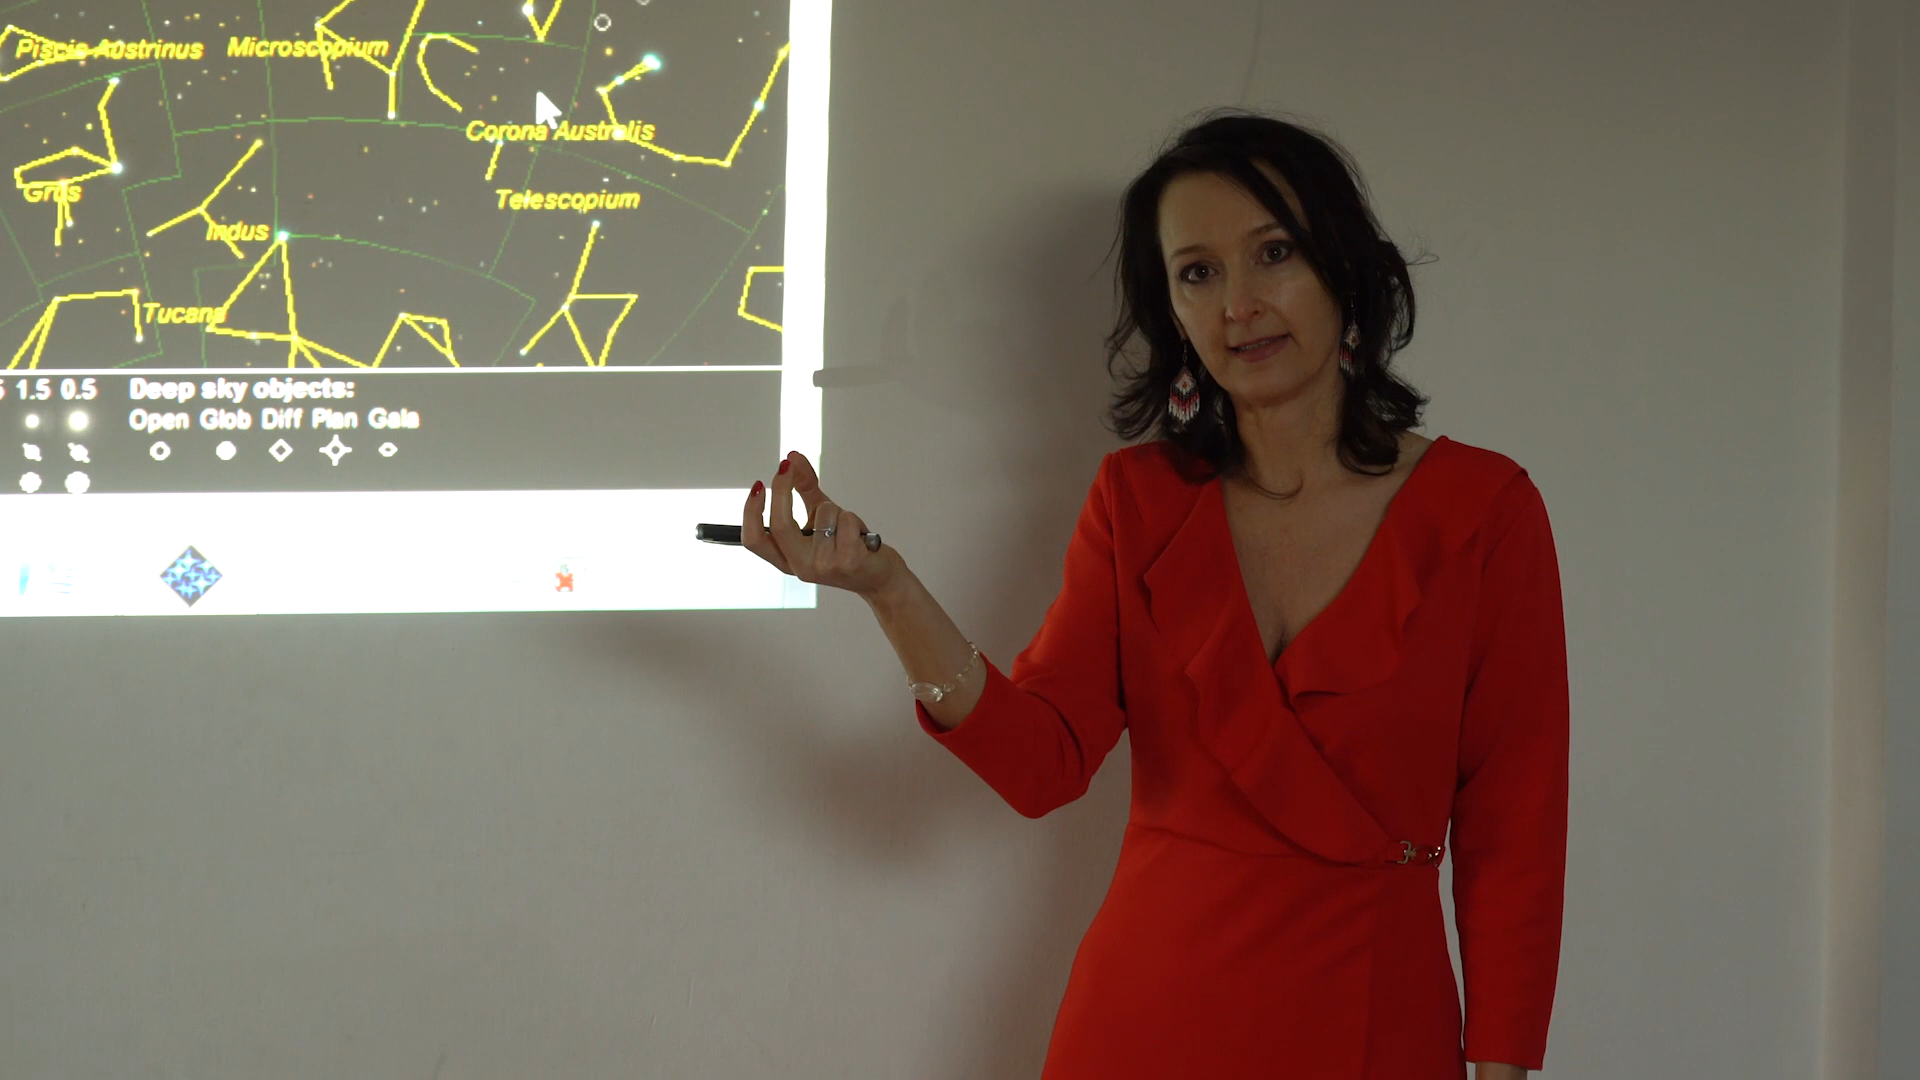 Piscis Austrinus Microscopium
Corona Australis
Grus
Telescopium
Indus
Tucana
1.5 0.5 Deep sky objects:
Open Glob Diff Plan Gala